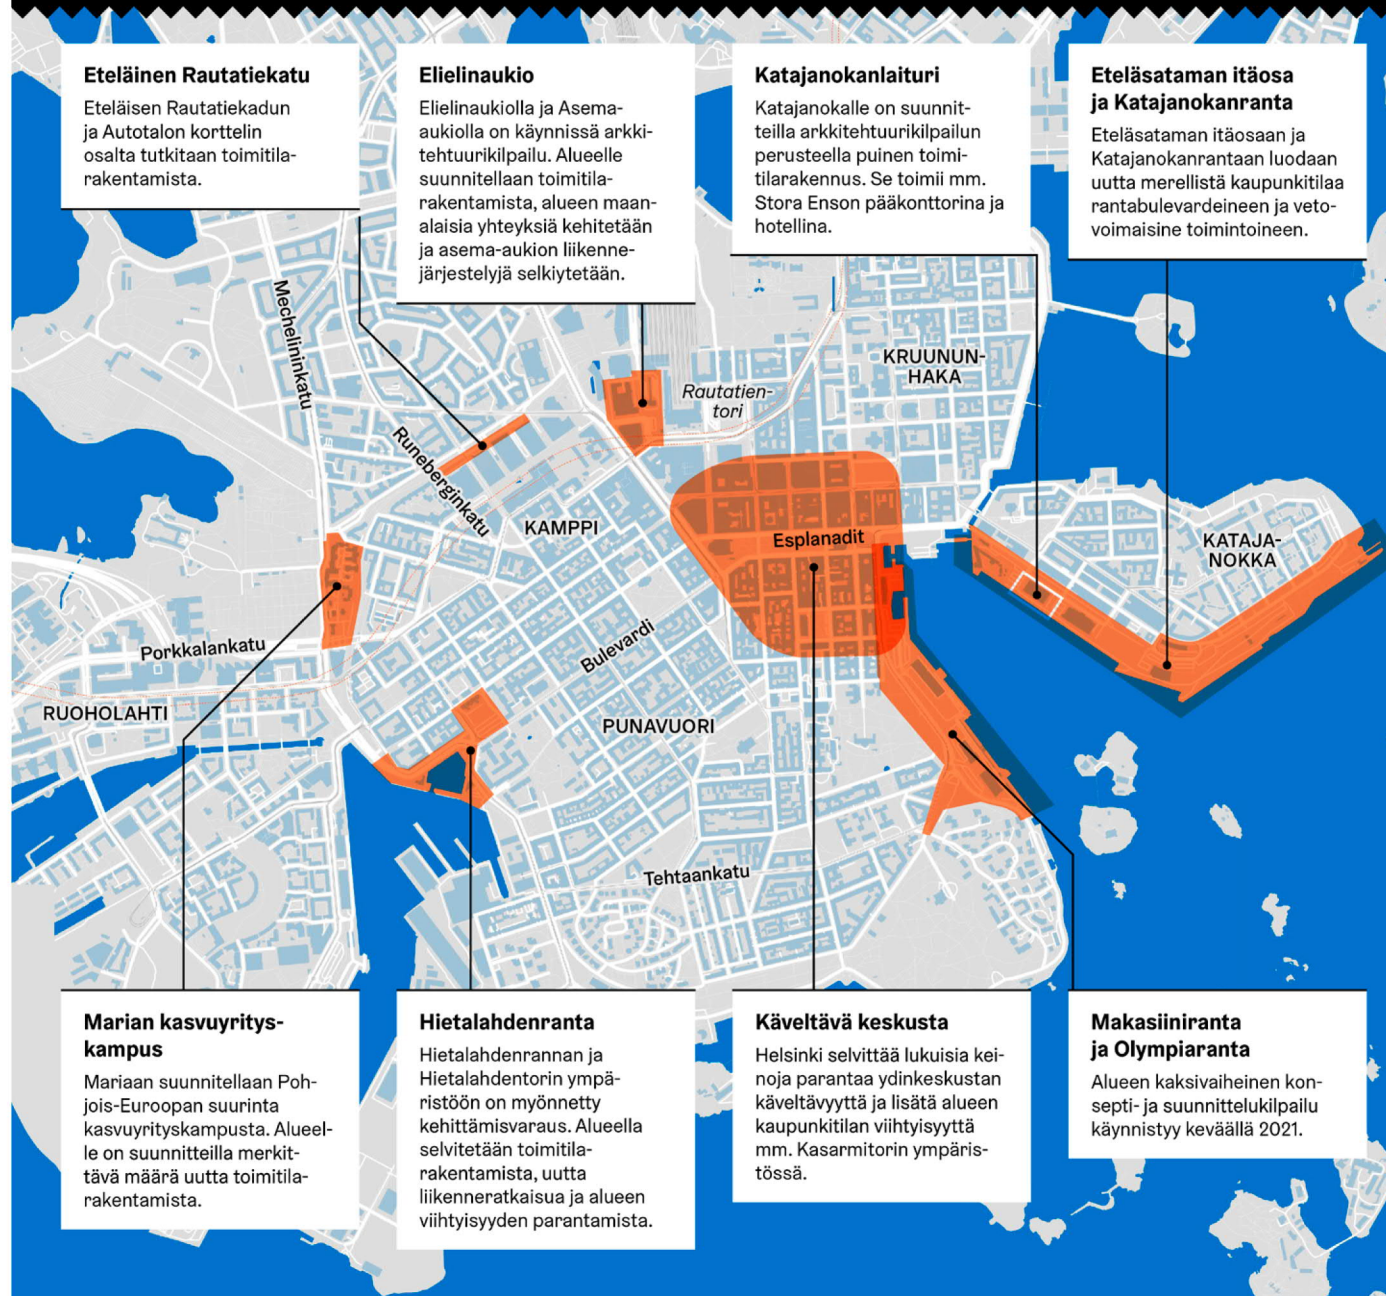 Eteläinen Rautatiekatu
Eteläisen Rautatiekadun
ja Autotalon korttelin
osalta tutkitaan toimitila-
rakentamista.
Elielinaukio
Elielinaukiolla ja Asema-
aukiolla on käynnissä arkki-
tehtuurikilpailu. Alueelle
suunnitellaan toimitila-
rakentamista, alueen maan-
alaisia yhteyksiä kehitetään
ja asema-aukion liikenne-
järjestelyjä selkiytetään.
Katajanokanlaituri
Katajanokalle on suunnit-
teilla arkkitehtuurikilpailun
perusteella puinen toimi-
tilarakennus. Se toimii mm.
Stora Enson pääkonttorina ja
hotellina.
Eteläsataman itäosa
ja Katajanokanranta
Eteläsataman itäosaan ja
Katajanokanrantaan luodaan
uutta merellistä kaupunkitilaa
rantabulevardeineen ja veto-
voimaisine toimintoineen.
Mechelininkatu
Runeberginkatu
Rautatien-
tori
KRUUNUN-
HAKA
KAMPPI
Esplanadit
KATAJA-
NOKKA
Porkkalankatu
Bulevardi
RUOHOLAHTI
PUNAVUORI
Tehtaankatu
Marian kasvuyritys-
kampus
Mariaan suunnitellaan Poh-
jois-Euroopan suurinta
kasvuyrityskampusta. Alueel-
le on suunnitteilla merkit-
tävä määrä uutta toimitila-
rakentamista.
Hietalahdenranta
Hietalahdenrannan ja
Hietalahdentorin ympä-
ristöön on myönnetty
kehittämisvaraus. Alueella
selvitetään toimitila-
rakentamista, uutta
liikenneratkaisua ja alueen
viihtyisyyden parantamista.
Käveltävä keskusta
Helsinki selvittää lukuisia kei-
noja parantaa ydinkeskustan
käveltävyyttä ja lisätä alueen
kaupunkitilan viihtyisyyttä
mm. Kasarmitorin ympäris-
tössä.
Makasiiniranta
ja Olympiaranta
Alueen kaksivaiheinen kon-
septi- ja suunnittelukilpailu
käynnistyy keväällä 2021.